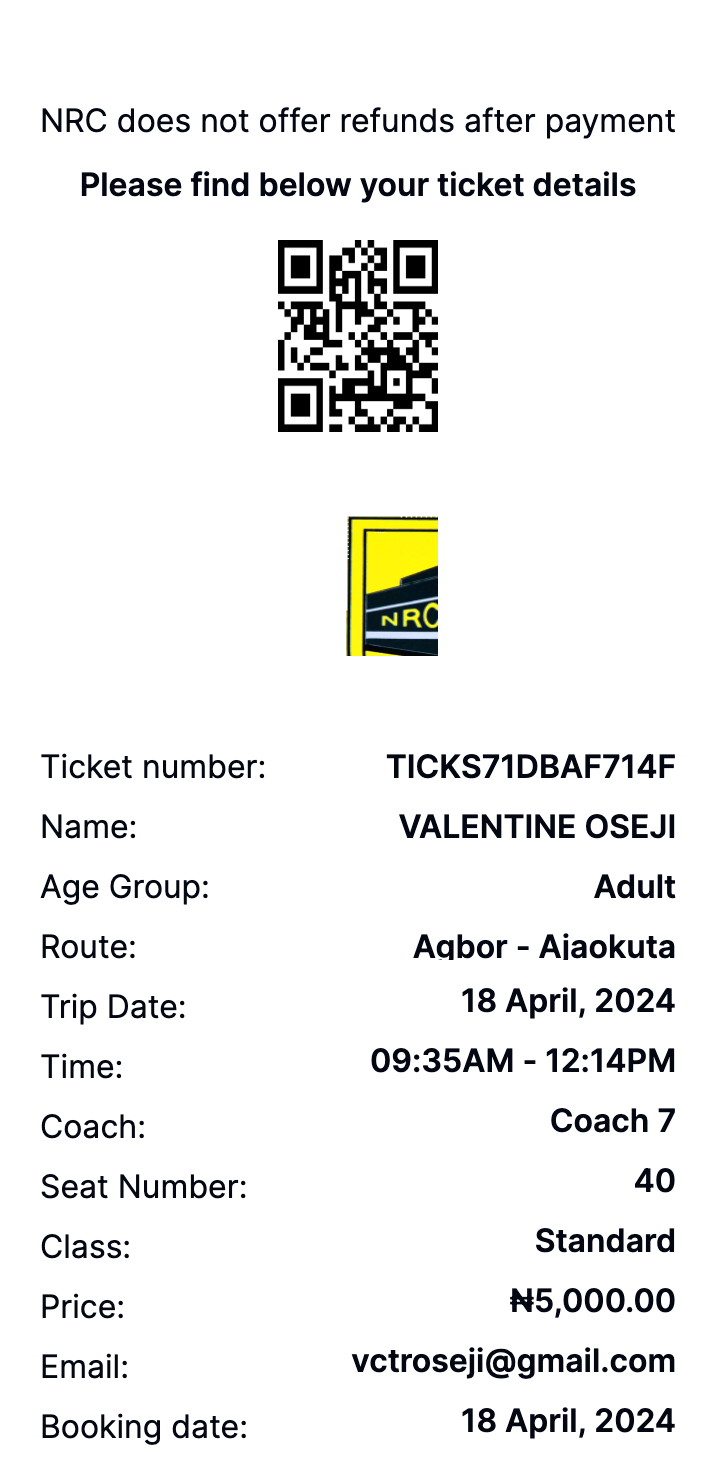 NRC does not offer refunds after payment
Please find below your ticket details
NRC
Ticket number: TICKS71DBAF714F
Name: VALENTINE OSEJI
Age Group: Adult
Route: Agbor - Ajaokuta
Trip Date: 18 April, 2024
Time: 09:35AM - 12:14PM
Coach: Coach 7
Seat Number: 40
Class: Standard
Price: ₦5,000.00
Email: vctroseji@gmail.com
Booking date: 18 April, 2024